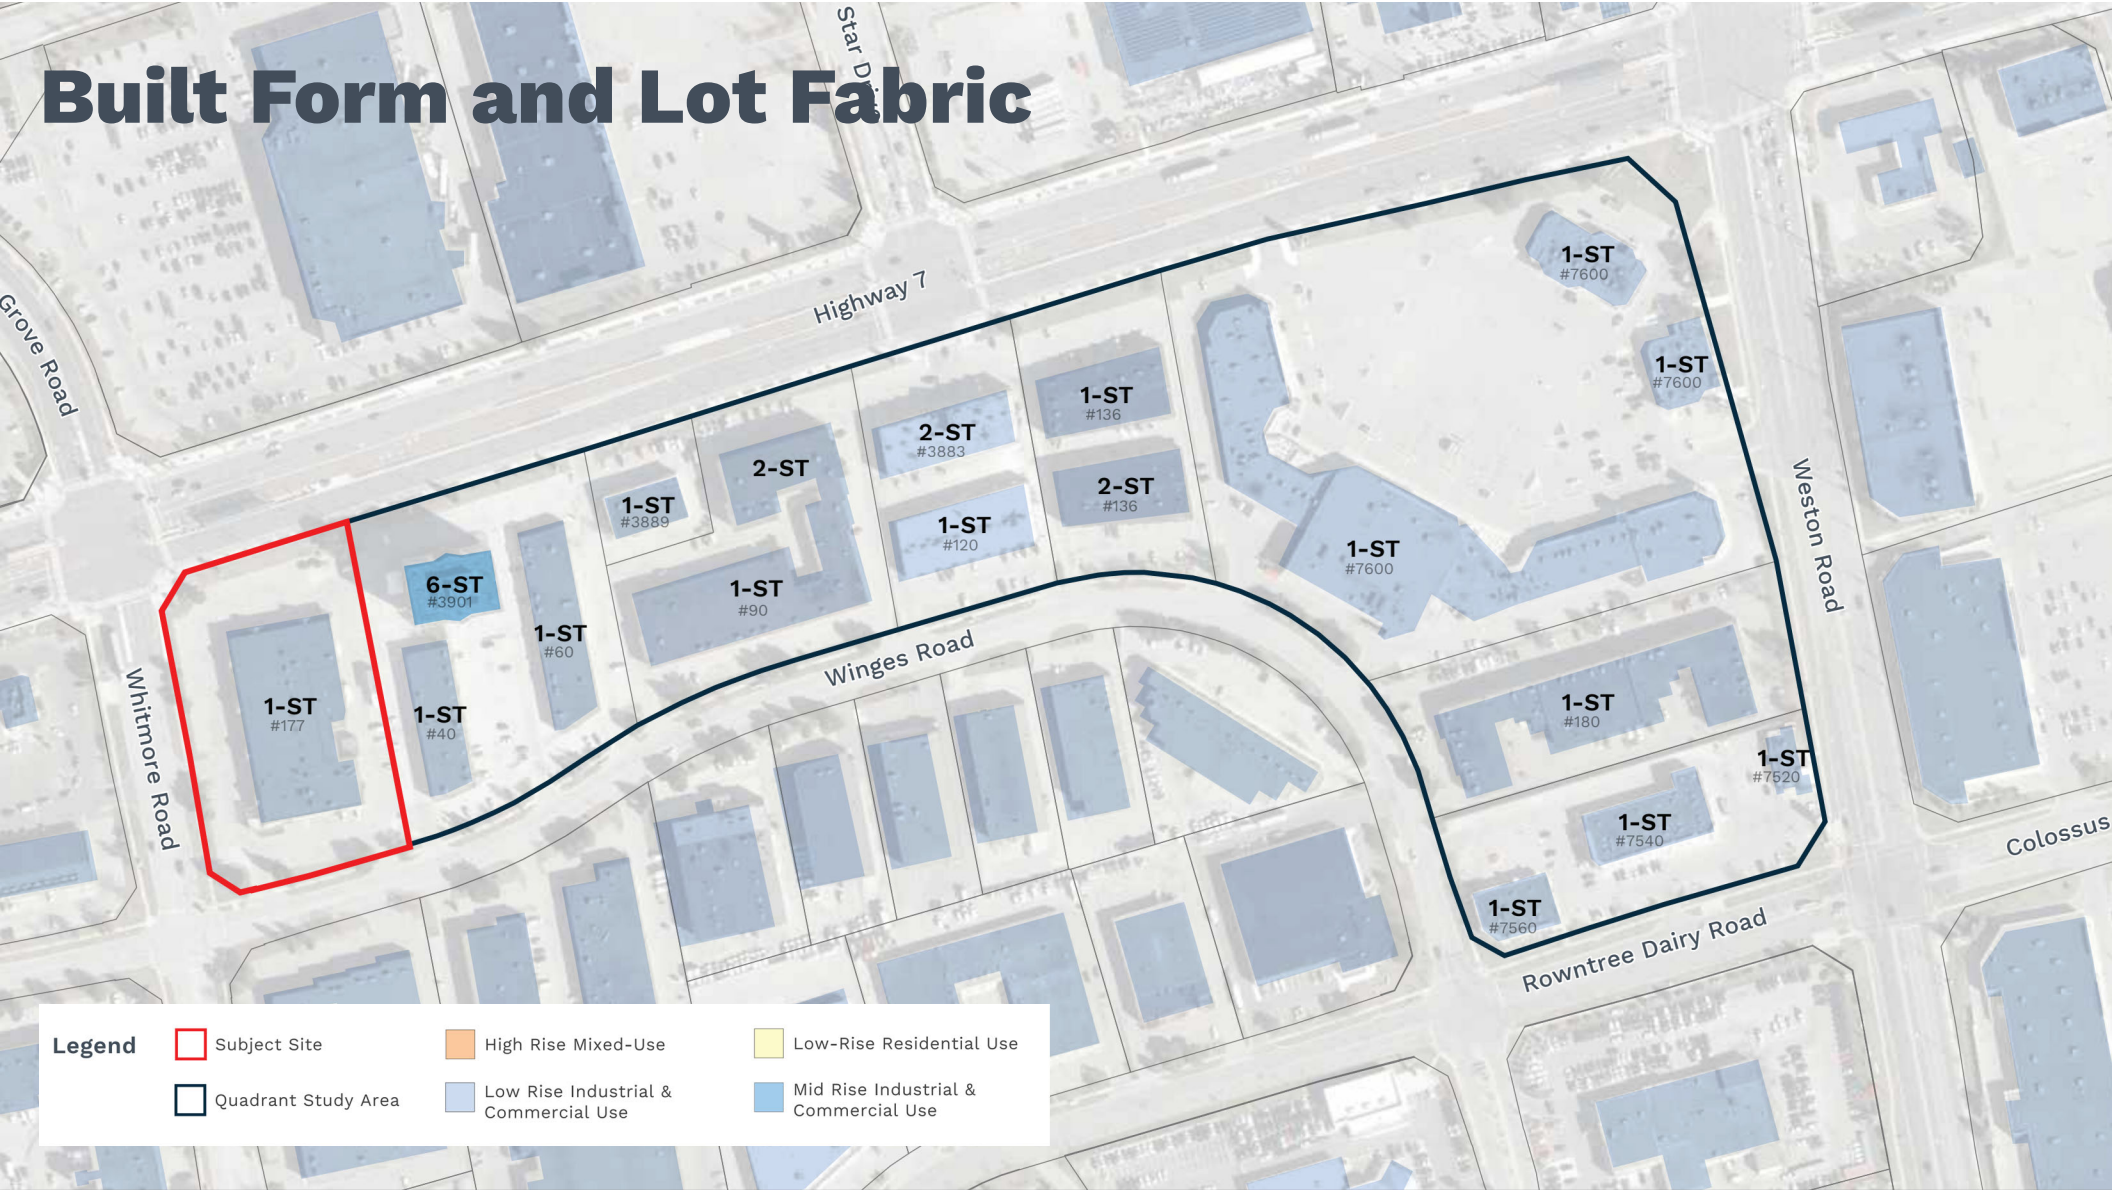 Built Form and Lot Fabric
Star Drive
Grove Road
Highway 7
Whitmore Road
Winges Road
Weston Road
Rowntree Dairy Road
Colossus
1-ST
#7600
1-ST
#7600
1-ST
#136
2-ST
#3883
2-ST
1-ST
#3889
2-ST
#136
1-ST
#120
1-ST
#7600
6-ST
#3901
1-ST
#90
1-ST
#60
1-ST
#177
1-ST
#40
1-ST
#180
1-ST
#7520
1-ST
#7540
1-ST
#7560
Legend
Subject Site
Quadrant Study Area
High Rise Mixed-Use
Low Rise Industrial &
Commercial Use
Low-Rise Residential Use
Mid Rise Industrial &
Commercial Use